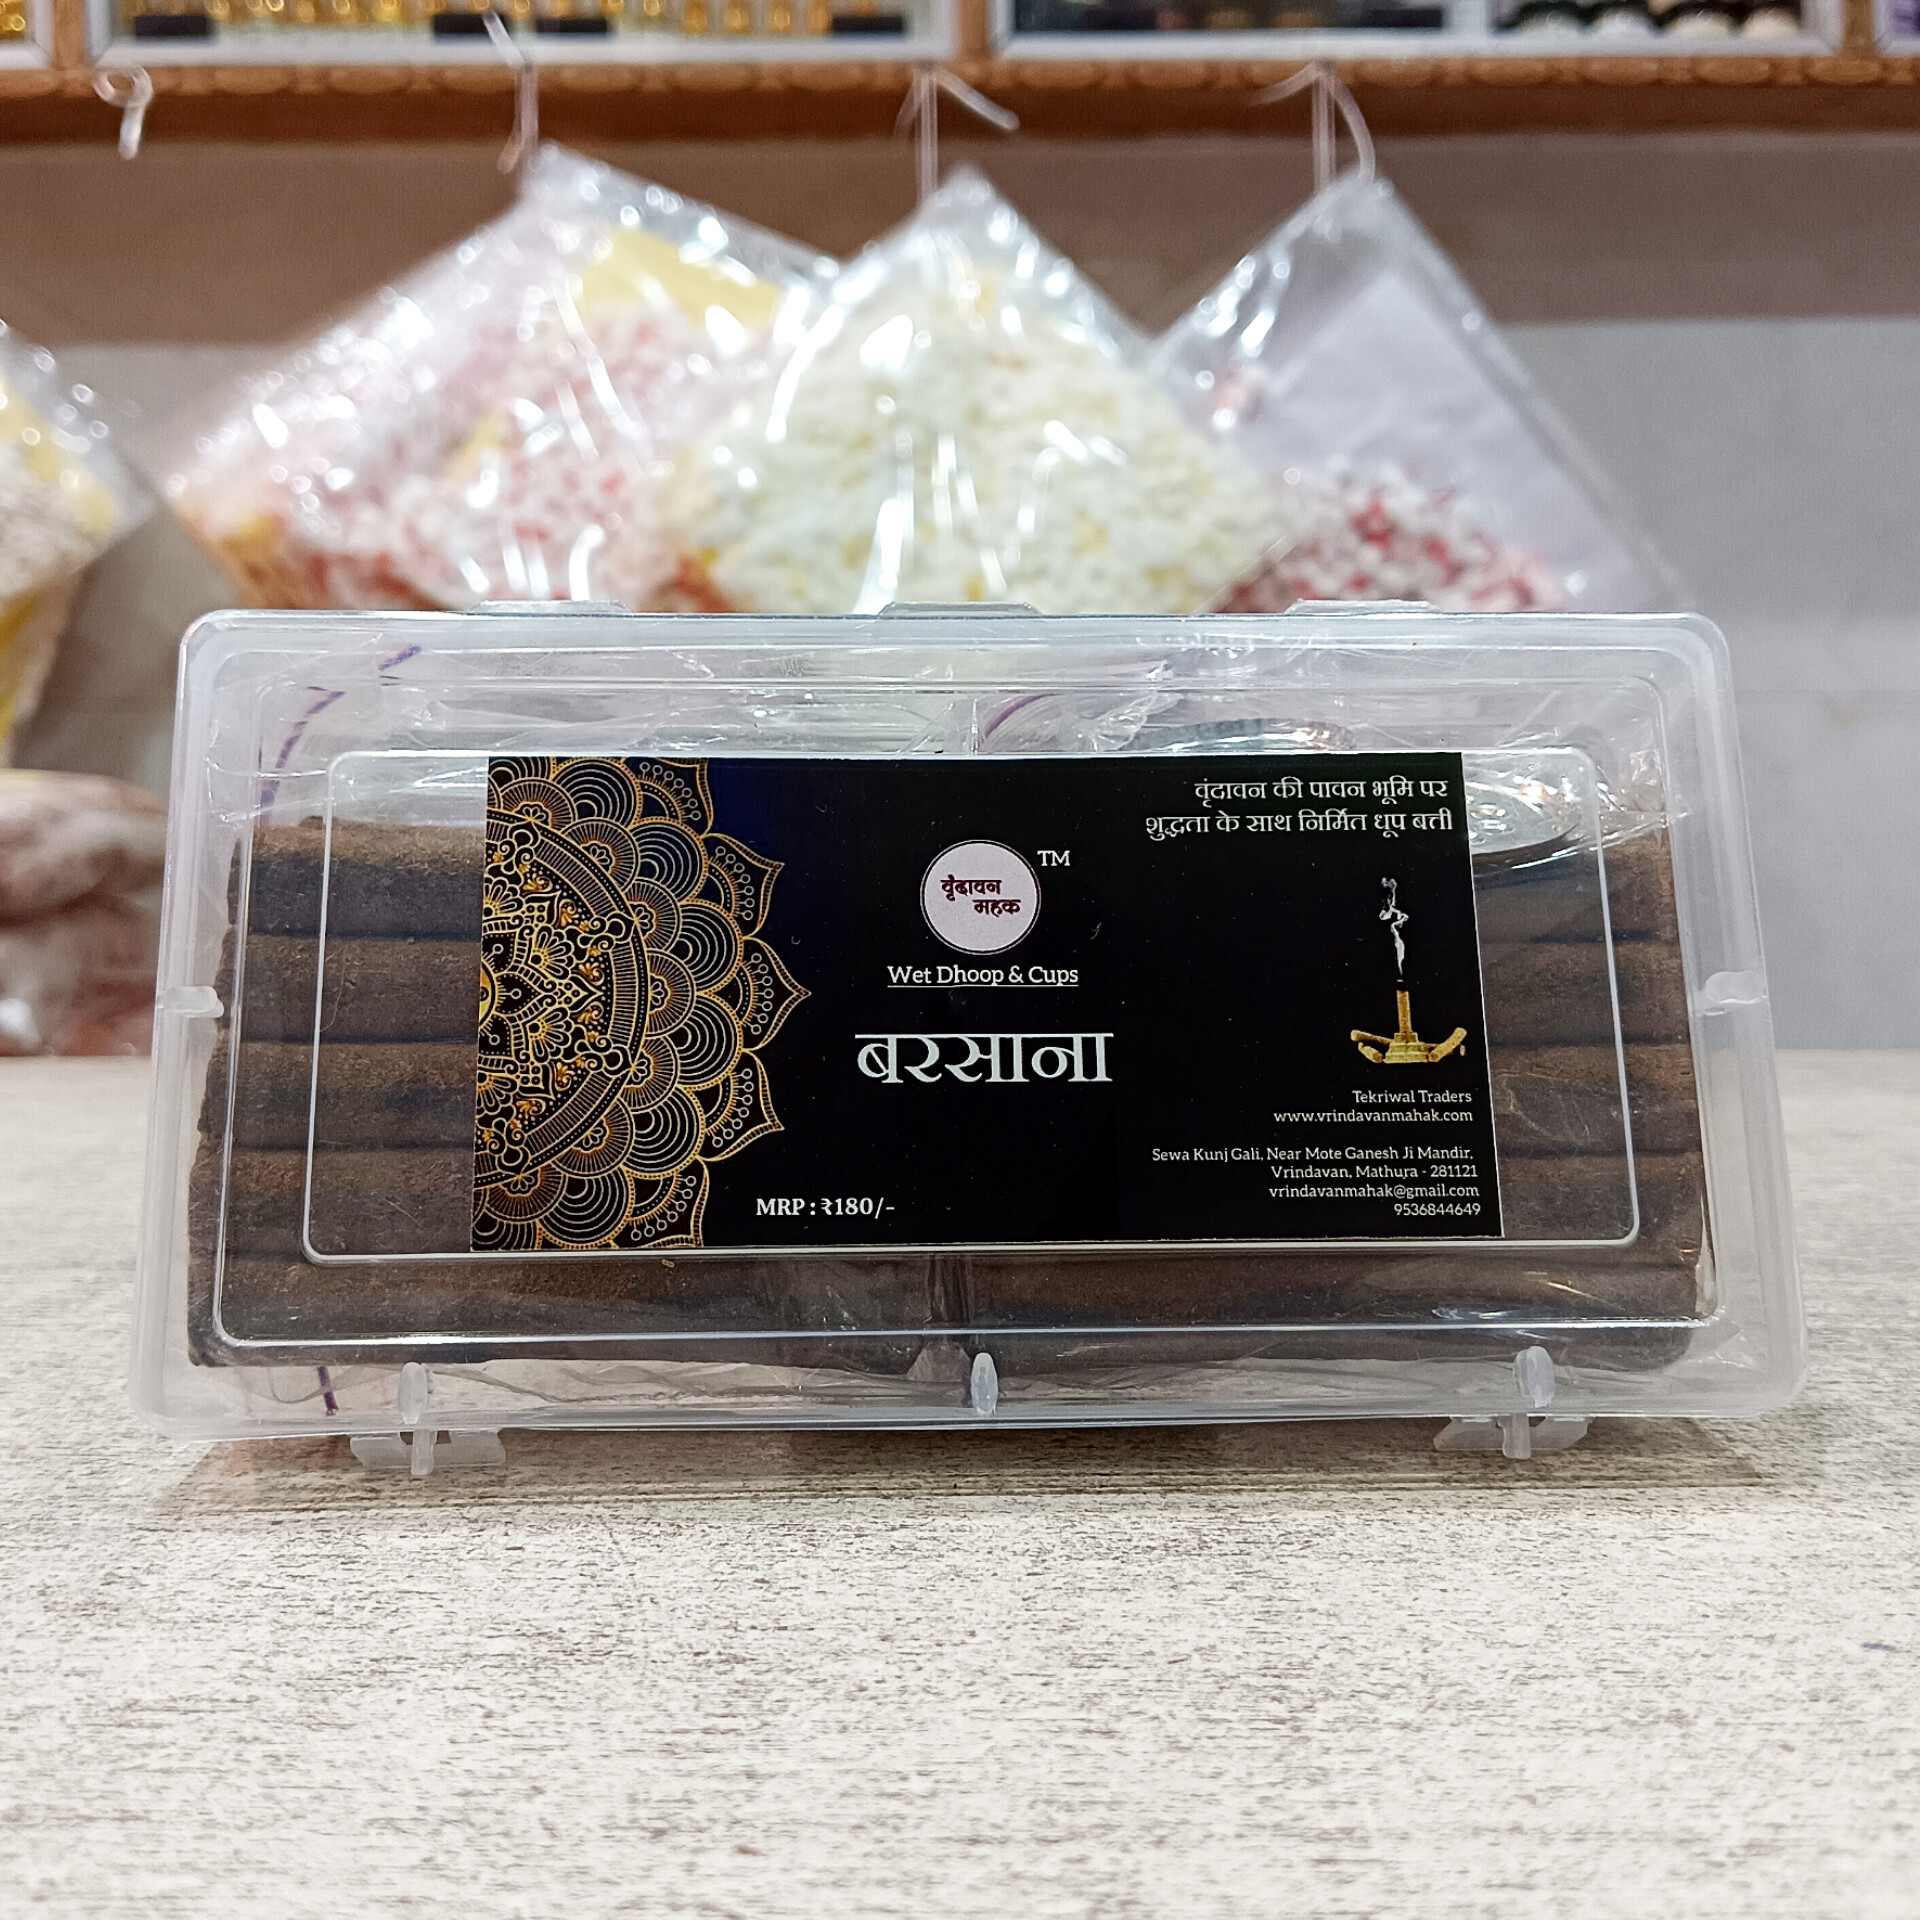 वृंदावन की पावन भूमि पर
शुद्धता के साथ निर्मित धूप बत्ती
वृंदावन
महक
TM
Wet Dhoop & Cups
बरसाना
MRP : ₹180/-
Tekriwal Traders
www.vrindavanmahak.com
Sewa Kunj Gali, Near Mote Ganesh Ji Mandir,
Vrindavan, Mathura - 281121
vrindavanmahak@gmail.com
9536844649